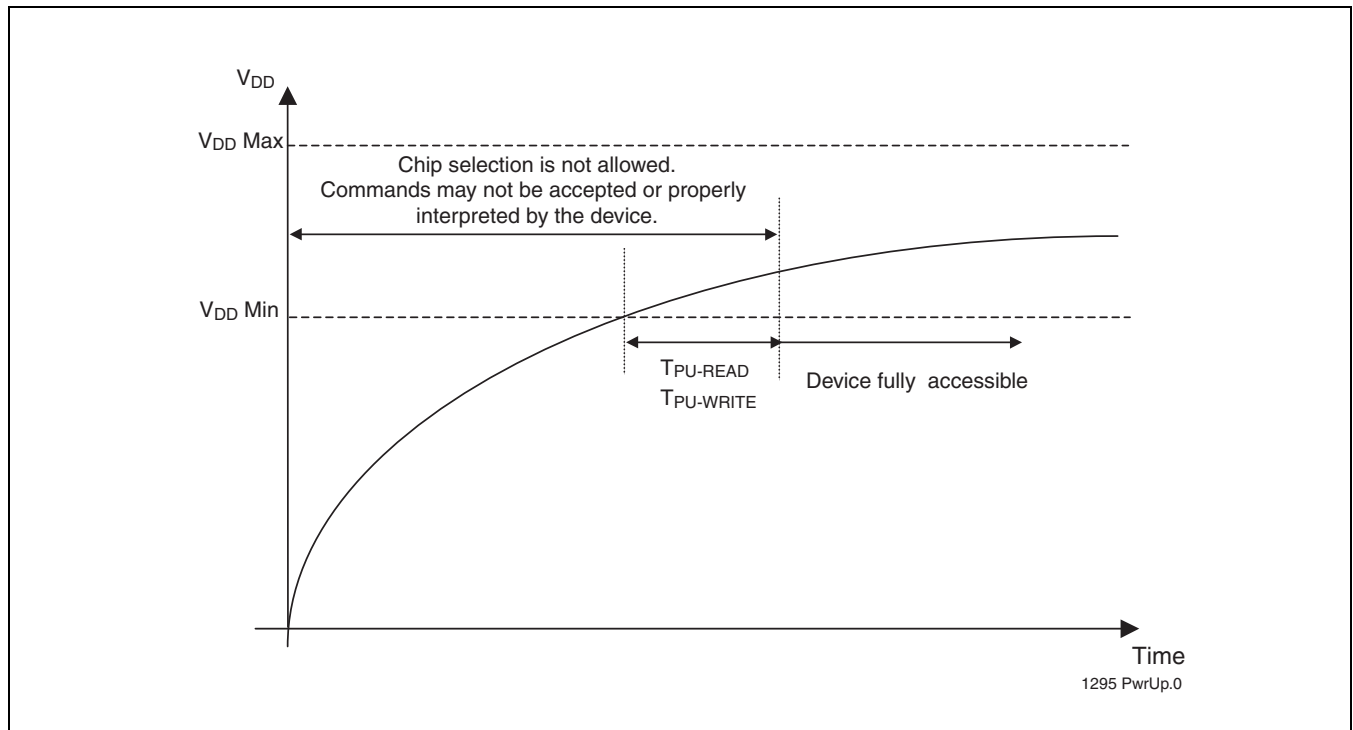 VDD
VDD Max
Chip selection is not allowed.
Commands may not be accepted or properly
interpreted by the device.
VDD Min
TPU-READ
TPU-WRITE
Device fully accessible
Time
1295 PwrUp.0